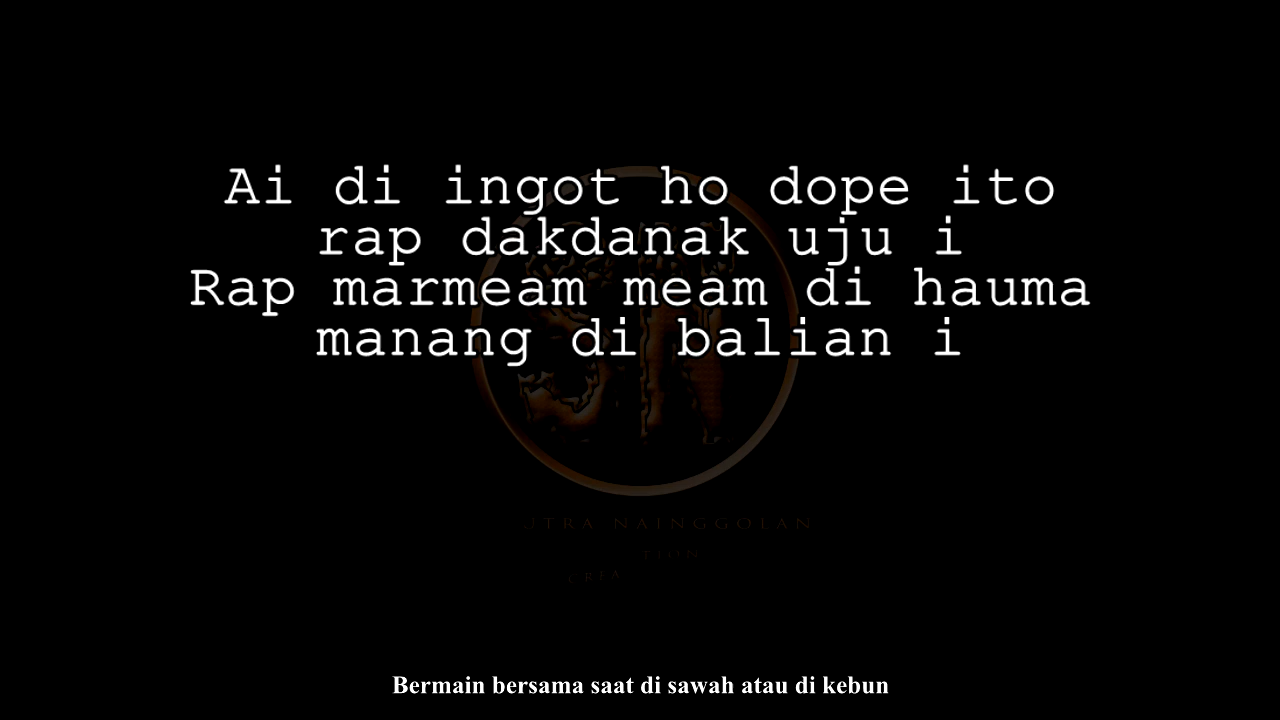 Ai di ingot ho dope ito
rap dakdanak uju i
Rap marmeam meam di hauma
manang di balian i
NAINGGOLAN
Bermain bersama saat di sawah atau di kebun